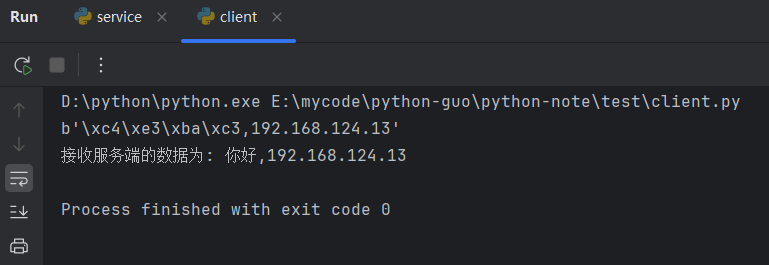 Run service client
D:\python\python.exe E:\mycode\python-guo\python-note\test\client.py
b'\xc4\xe3\xba\xc3,192.168.124.13'
接收服务端的数据为: 你好,192.168.124.13
Process finished with exit code 0